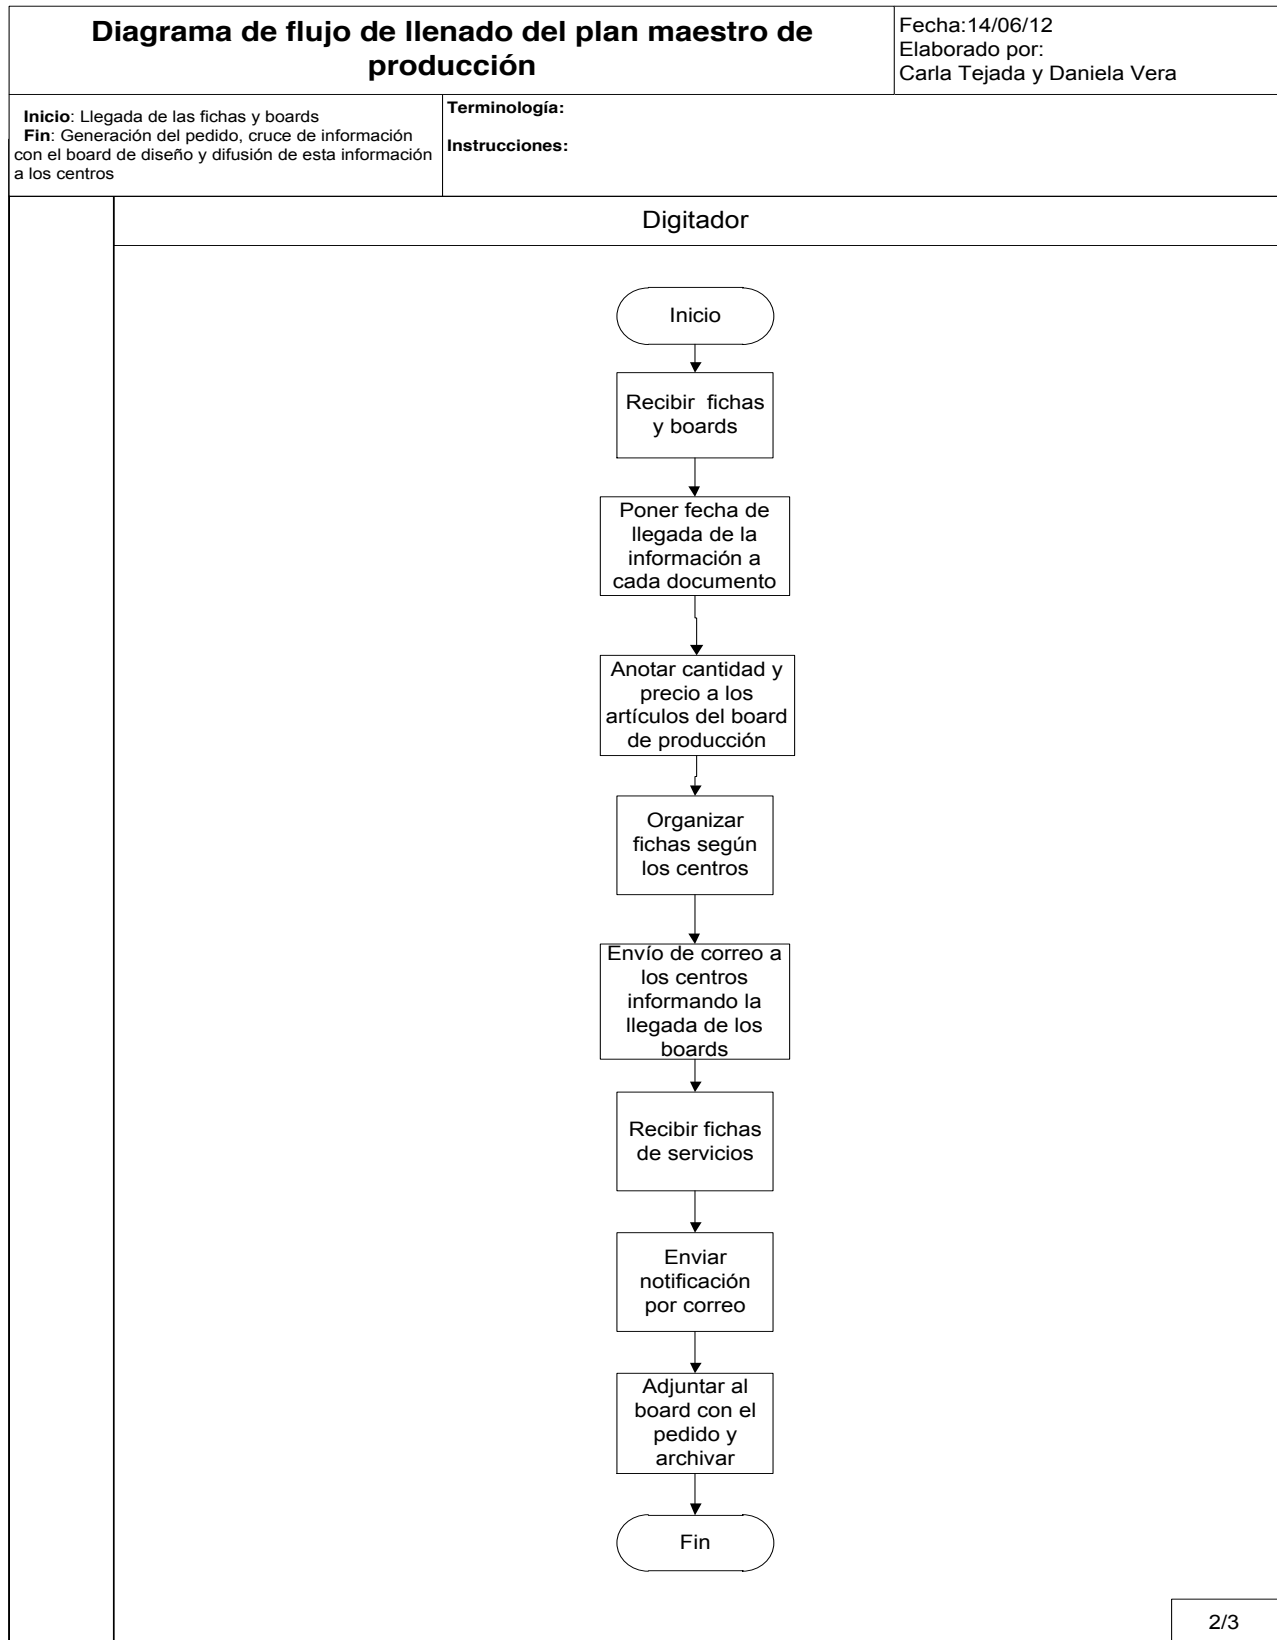 Diagrama de flujo de llenado del plan maestro de
producción
Fecha:14/06/12
Elaborado por:
Carla Tejada y Daniela Vera
Inicio: Llegada de las fichas y boards
Fin: Generación del pedido, cruce de información
con el board de diseño y difusión de esta información
a los centros
Terminología:
Instrucciones:
Digitador
Inicio
Recibir fichas
y boards
Poner fecha de
llegada de la
información a
cada documento
Anotar cantidad y
precio a los
artículos del board
de producción
Organizar
fichas según
los centros
Envío de correo a
los centros
informando la
llegada de los
boards
Recibir fichas
de servicios
Enviar
notificación
por correo
Adjuntar al
board con el
pedido y
archivar
Fin
2/3